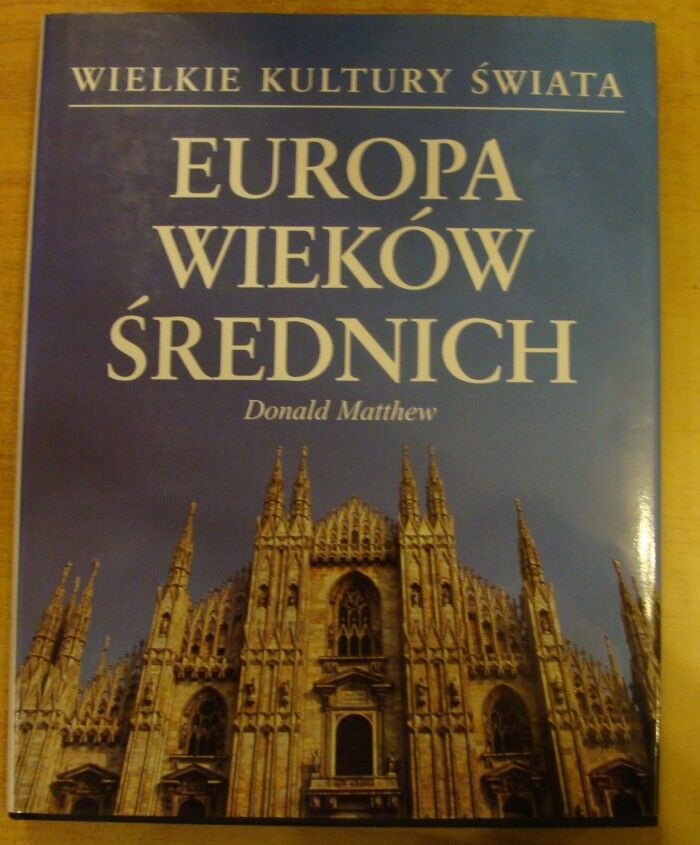 WIELKIE KULTURY ŚWIATA
EUROPA
WIEKÓW
ŚREDNICH
Donald Matthew